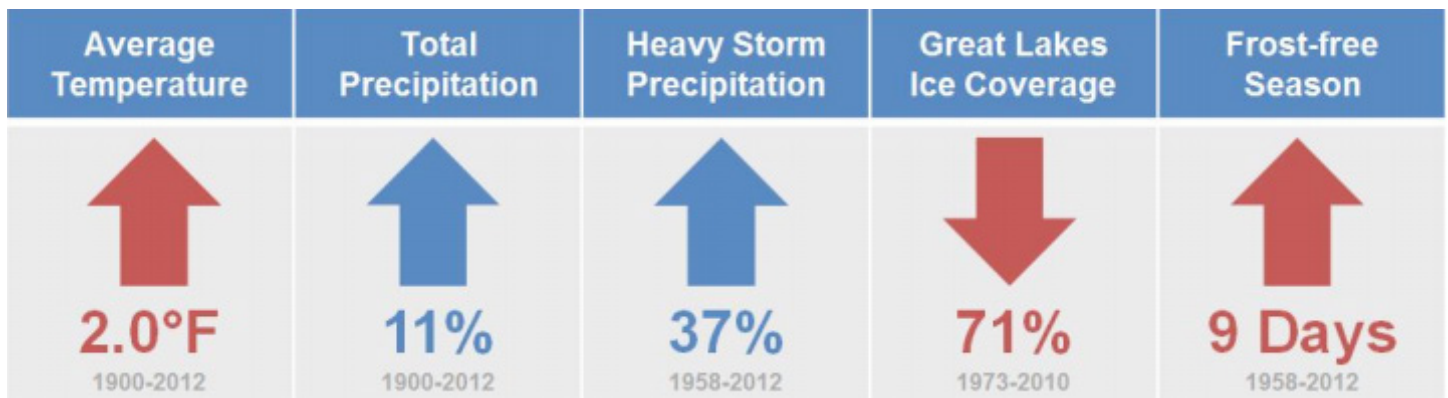 Average
Temperature
Total
Precipitation
Heavy Storm
Precipitation
Great Lakes
Ice Coverage
Frost-free
Season
2.0°F
11%
37%
71%
9 Days
1900-2012
1900-2012
1958-2012
1973-2010
1958-2012